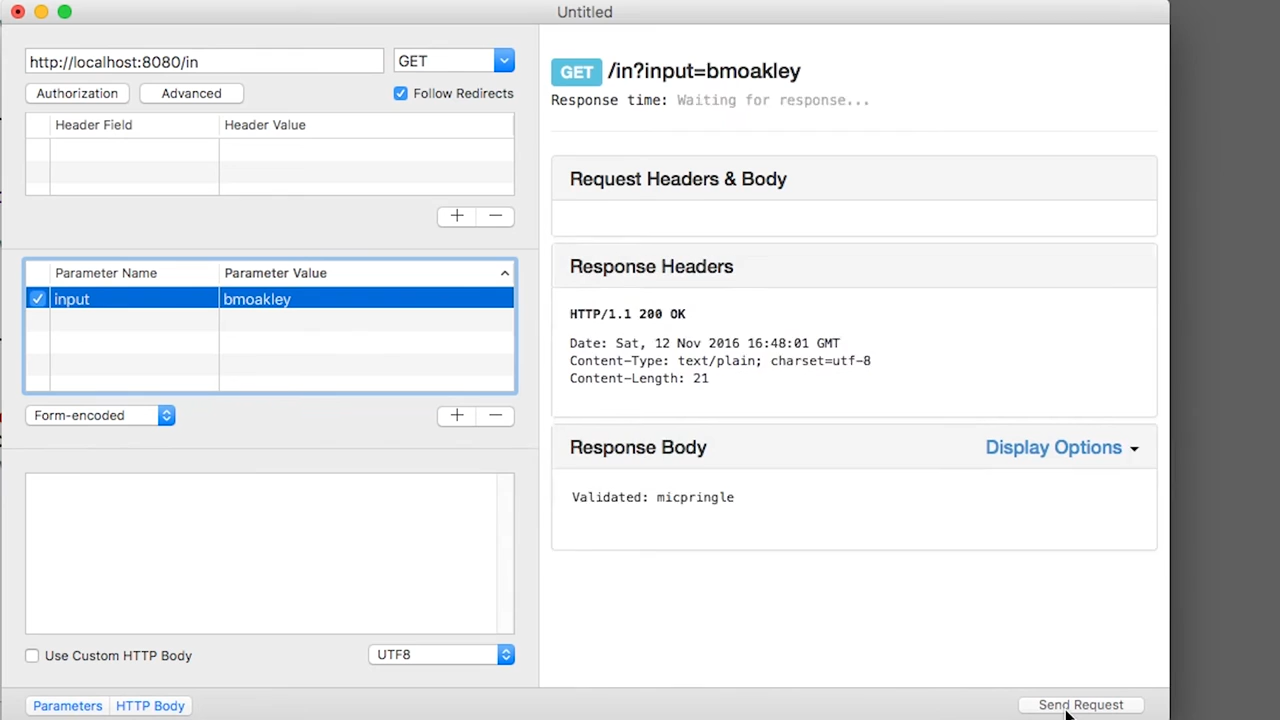 Untitled
http://localhost:8080/in
GET
Authorization
Advanced
Follow Redirects
Header Field
Header Value
Parameter Name
Parameter Value
input
bmoakley
Form-encoded
Use Custom HTTP Body
UTF8
Parameters
HTTP Body
GET /in?input=bmoakley
Response time: Waiting for response...
Request Headers & Body
Response Headers
HTTP/1.1 200 OK
Date: Sat, 12 Nov 2016 16:48:01 GMT
Content-Type: text/plain; charset=utf-8
Content-Length: 21
Response Body
Display Options
Validated: micpringle
Send Request